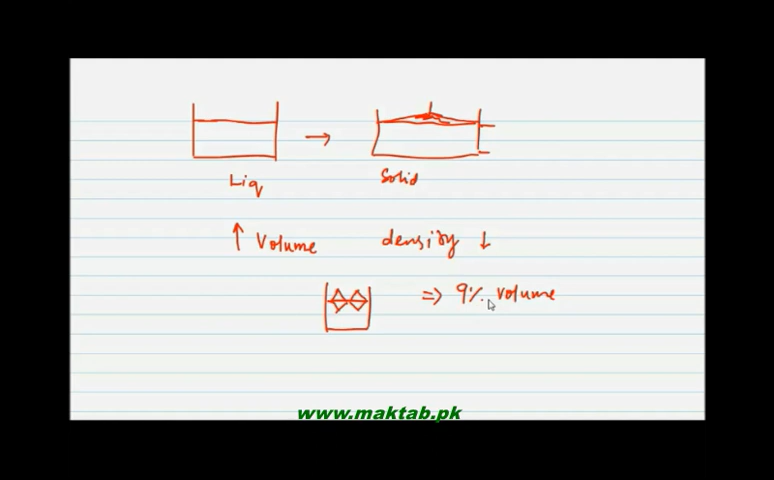 Liq → Solid
↑ Volume density ↓
=> 9% volume
www.maktab.pk